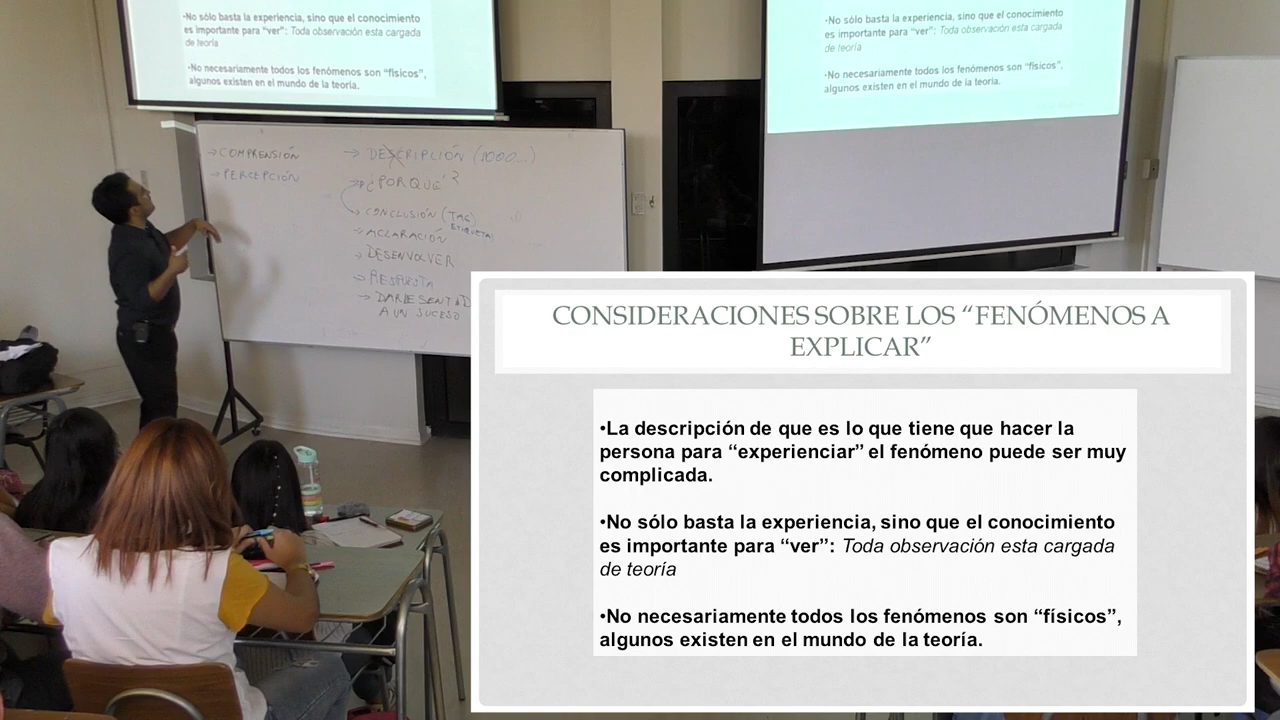 •No sólo basta la experiencia, sino que el conocimiento
es importante para “ver”: Toda observación esta cargada
de teoría
•No necesariamente todos los fenómenos son “físicos”,
algunos existen en el mundo de la teoría.
•No sólo basta la experiencia, sino que el conocimiento
es importante para “ver”: Toda observación esta cargada
de teoría
•No necesariamente todos los fenómenos son “físicos”,
algunos existen en el mundo de la teoría.
→COMPRENSIÓN
→PERCEPCIÓN
→ DESCRIPCIÓN (1000...)
→¿PORQUÉ?
→CONCLUSIÓN (TAG)
ETIQUETA)
→ACLARACIÓN
→DESENVOLVER
→RESPUESTA
→ DARLE SENTID
A UN SUCESO
CONSIDERACIONES SOBRE LOS “FENÓMENOS A
EXPLICAR”
•La descripción de que es lo que tiene que hacer la
persona para “experienciar” el fenómeno puede ser muy
complicada.
•No sólo basta la experiencia, sino que el conocimiento
es importante para “ver”: Toda observación esta cargada
de teoría
•No necesariamente todos los fenómenos son “físicos”,
algunos existen en el mundo de la teoría.